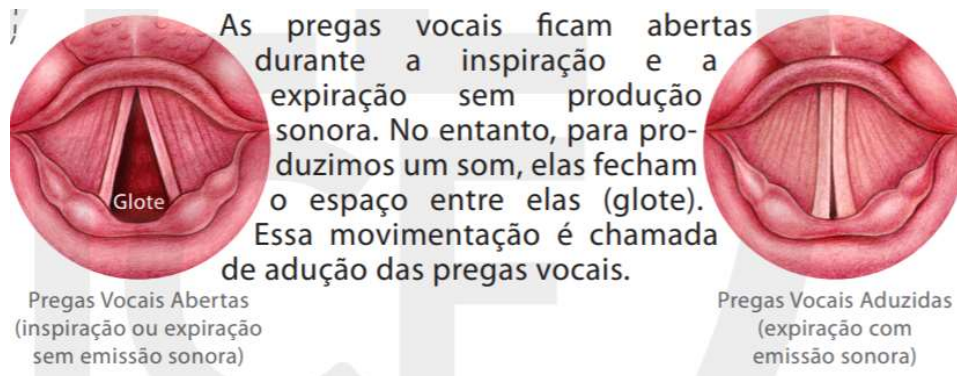 As pregas vocais ficam abertas
durante a inspiração e a
expiração sem produção
sonora. No entanto, para pro-
duzimos um som, elas fecham
o espaço entre elas (glote).
Essa movimentação é chamada
de adução das pregas vocais.
Glote
Pregas Vocais Abertas
(inspiração ou expiração
sem emissão sonora)
Pregas Vocais Aduzidas
(expiração com
emissão sonora)